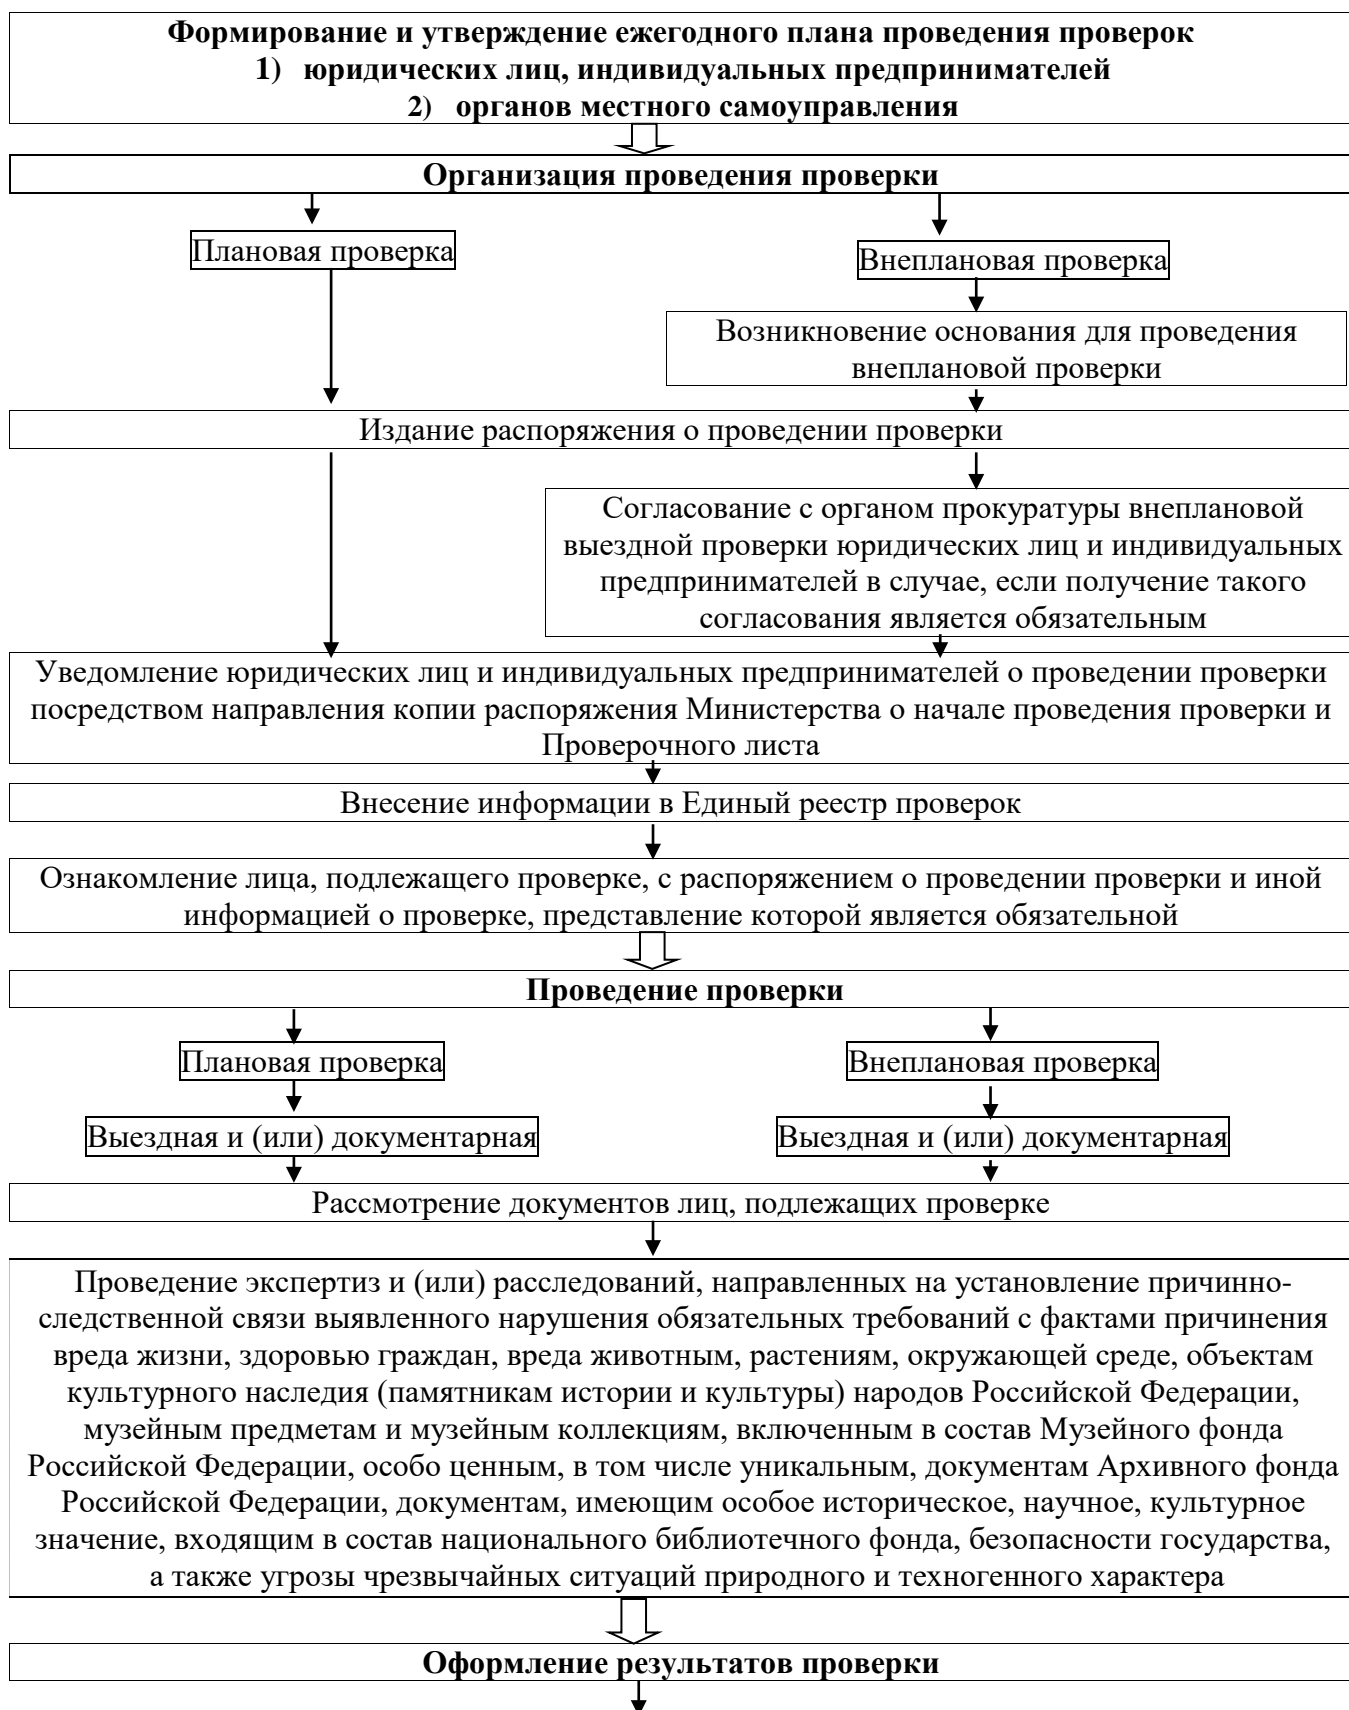 Формирование и утверждение ежегодного плана проведения проверок
1) юридических лиц, индивидуальных предпринимателей
2) органов местного самоуправления
Организация проведения проверки
Плановая проверка
Внеплановая проверка
Возникновение основания для проведения
внеплановой проверки
Издание распоряжения о проведении проверки
Согласование с органом прокуратуры внеплановой
выездной проверки юридических лиц и индивидуальных
предпринимателей в случае, если получение такого
согласования является обязательным
Уведомление юридических лиц и индивидуальных предпринимателей о проведении проверки
посредством направления копии распоряжения Министерства о начале проведения проверки и
Проверочного листа
Внесение информации в Единый реестр проверок
Ознакомление лица, подлежащего проверке, с распоряжением о проведении проверки и иной
информацией о проверке, представление которой является обязательной
Проведение проверки
Плановая проверка
Внеплановая проверка
Выездная и (или) документарная
Выездная и (или) документарная
Рассмотрение документов лиц, подлежащих проверке
Проведение экспертиз и (или) расследований, направленных на установление причинно-
следственной связи выявленного нарушения обязательных требований с фактами причинения
вреда жизни, здоровью граждан, вреда животным, растениям, окружающей среде, объектам
культурного наследия (памятникам истории и культуры) народов Российской Федерации,
музейным предметам и музейным коллекциям, включенным в состав Музейного фонда
Российской Федерации, особо ценным, в том числе уникальным, документам Архивного фонда
Российской Федерации, документам, имеющим особое историческое, научное, культурное
значение, входящим в состав национального библиотечного фонда, безопасности государства,
а также угрозы чрезвычайных ситуаций природного и техногенного характера
Оформление результатов проверки